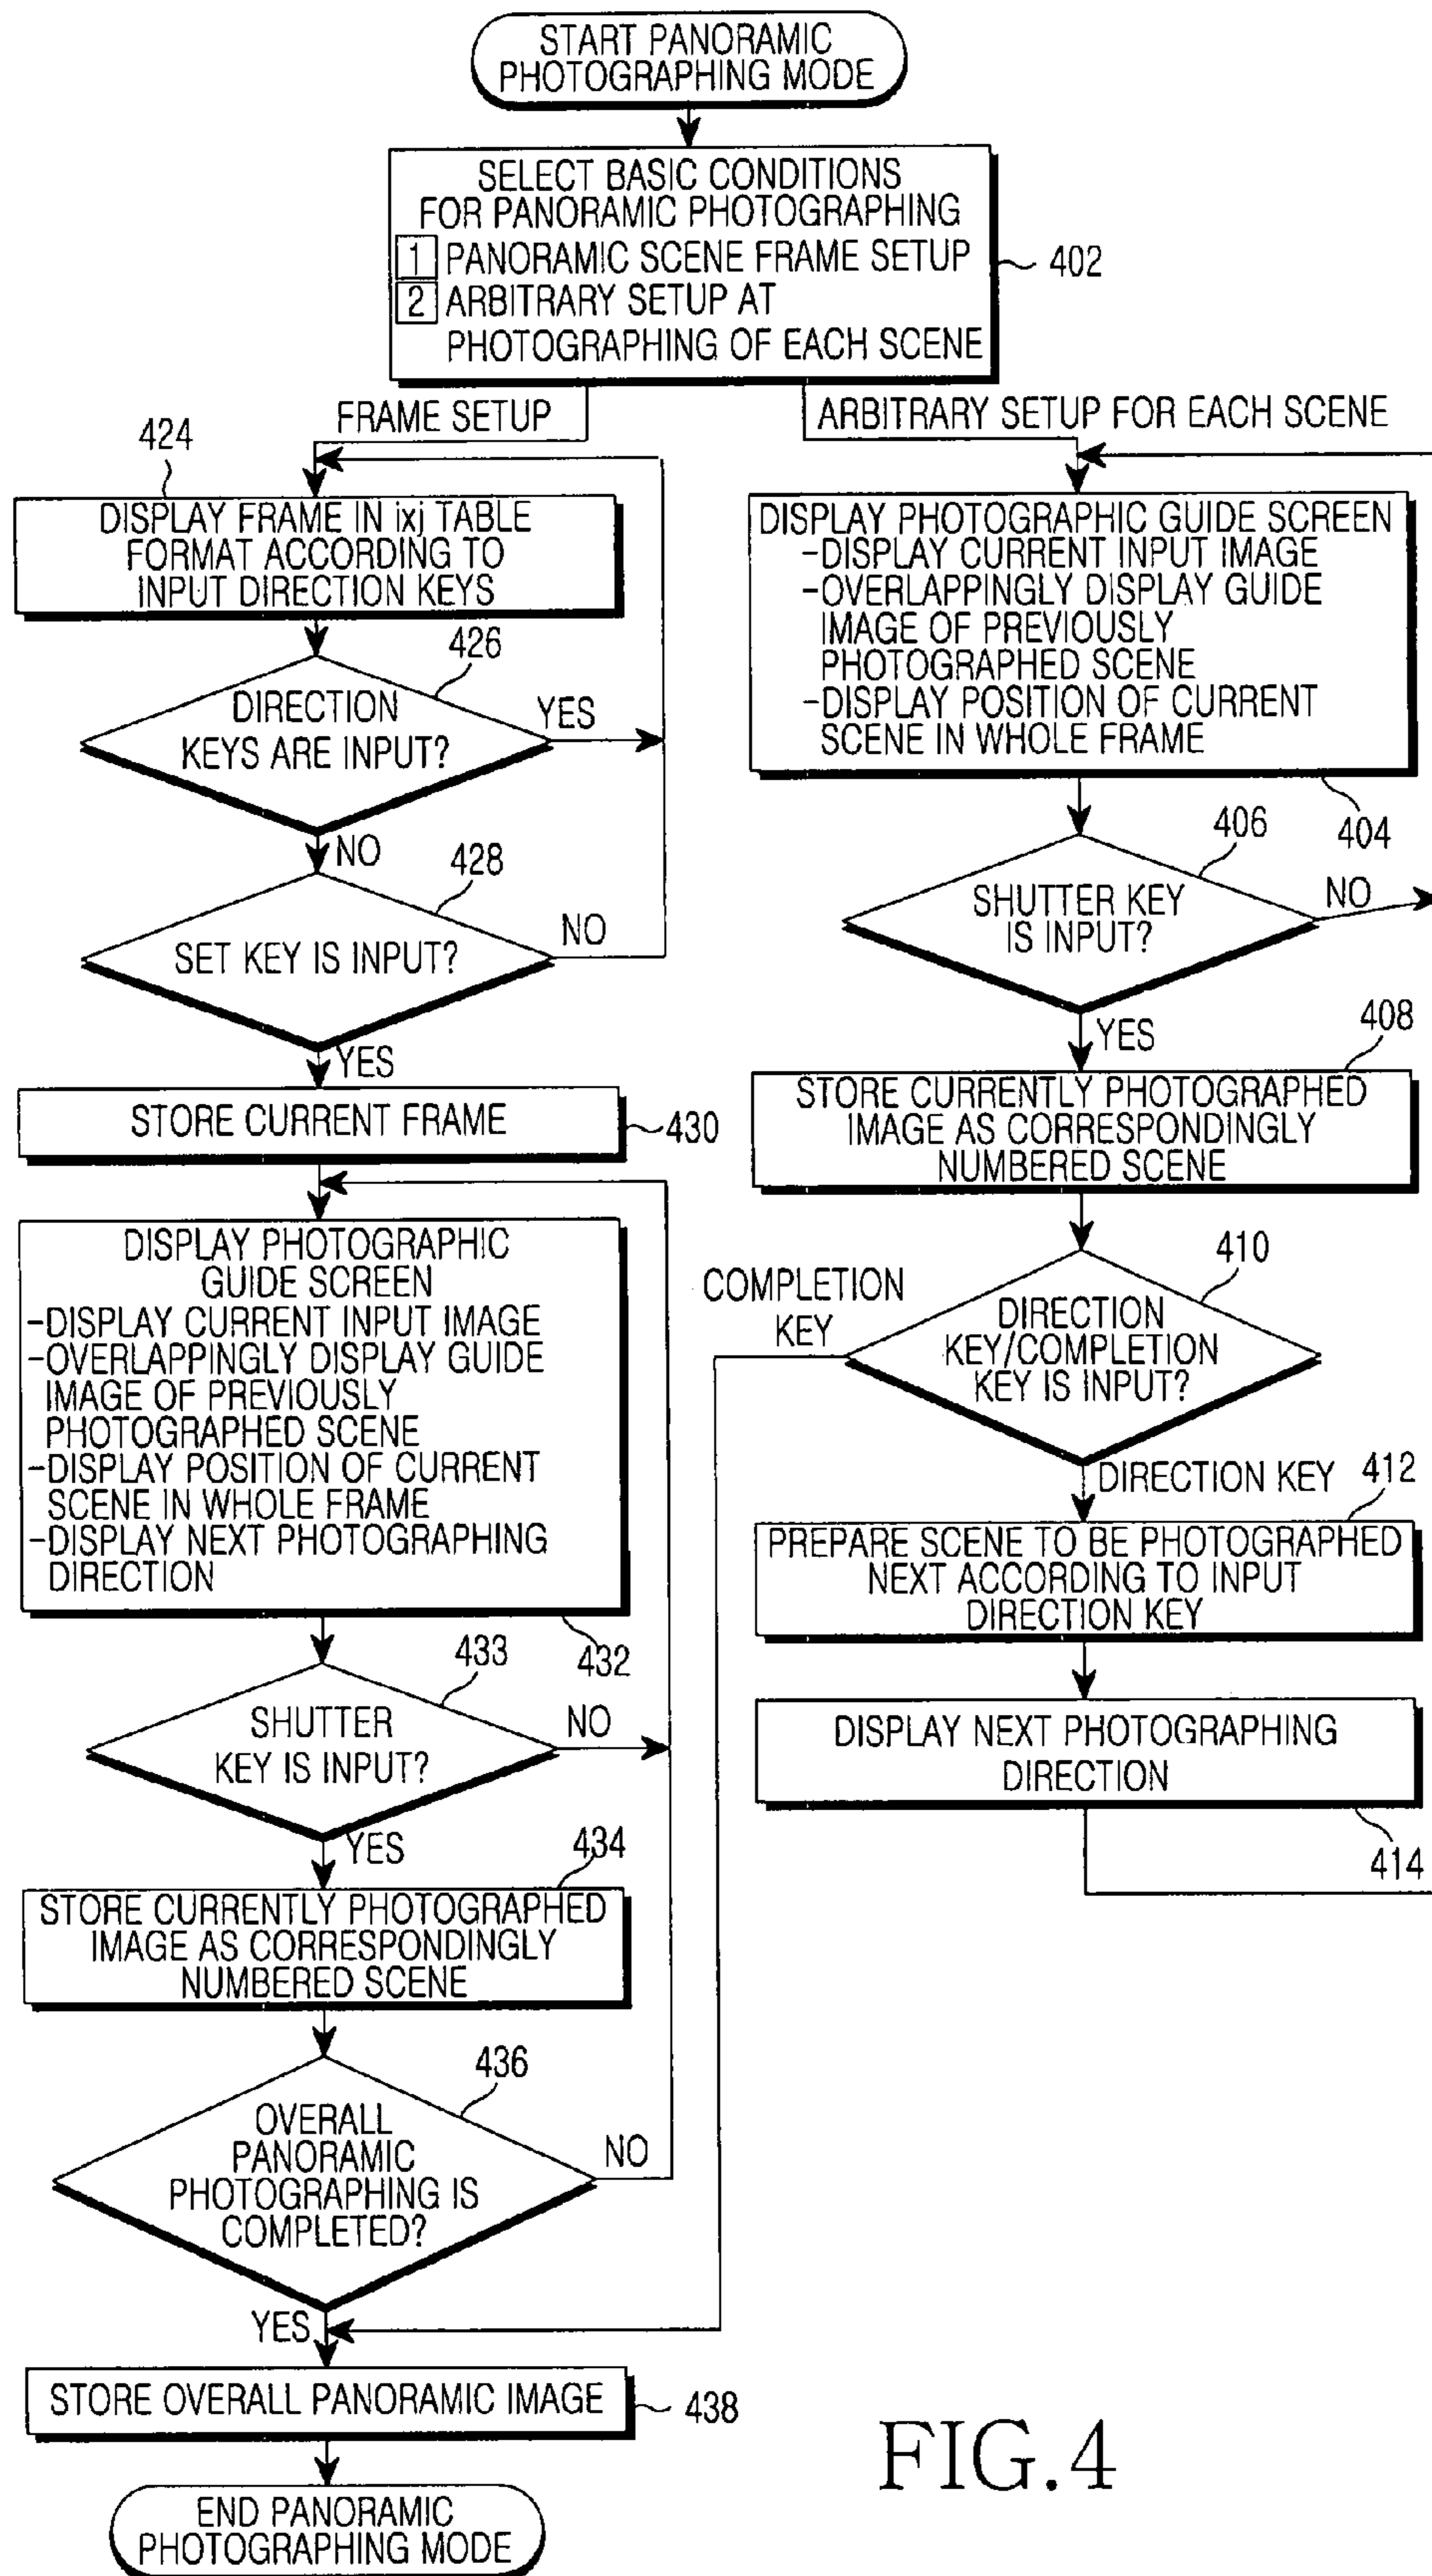 START PANORAMIC
PHOTOGRAPHING MODE
SELECT BASIC CONDITIONS
FOR PANORAMIC PHOTOGRAPHING
1 PANORAMIC SCENE FRAME SETUP
2 ARBITRARY SETUP AT
PHOTOGRAPHING OF EACH SCENE
402
FRAME SETUP
424
DISPLAY FRAME IN ixj TABLE
FORMAT ACCORDING TO
INPUT DIRECTION KEYS
426
DIRECTION
KEYS ARE INPUT?
YES
NO
428
SET KEY IS INPUT?
NO
YES
STORE CURRENT FRAME
430
DISPLAY PHOTOGRAPHIC
GUIDE SCREEN
-DISPLAY CURRENT INPUT IMAGE
-OVERLAPPINGLY DISPLAY GUIDE
IMAGE OF PREVIOUSLY
PHOTOGRAPHED SCENE
-DISPLAY POSITION OF CURRENT
SCENE IN WHOLE FRAME
-DISPLAY NEXT PHOTOGRAPHING
DIRECTION
432
433
SHUTTER
KEY IS INPUT?
NO
YES
434
STORE CURRENTLY PHOTOGRAPHED
IMAGE AS CORRESPONDINGLY
NUMBERED SCENE
436
OVERALL
PANORAMIC
PHOTOGRAPHING IS
COMPLETED?
NO
YES
STORE OVERALL PANORAMIC IMAGE
438
END PANORAMIC
PHOTOGRAPHING MODE
ARBITRARY SETUP FOR EACH SCENE
DISPLAY PHOTOGRAPHIC GUIDE SCREEN
-DISPLAY CURRENT INPUT IMAGE
-OVERLAPPINGLY DISPLAY GUIDE
IMAGE OF PREVIOUSLY
PHOTOGRAPHED SCENE
-DISPLAY POSITION OF CURRENT
SCENE IN WHOLE FRAME
404
406
SHUTTER KEY
IS INPUT?
NO
YES
408
STORE CURRENTLY PHOTOGRAPHED
IMAGE AS CORRESPONDINGLY
NUMBERED SCENE
410
COMPLETION
KEY
DIRECTION
KEY/COMPLETION
KEY IS INPUT?
DIRECTION KEY
412
PREPARE SCENE TO BE PHOTOGRAPHED
NEXT ACCORDING TO INPUT
DIRECTION KEY
DISPLAY NEXT PHOTOGRAPHING
DIRECTION
414
FIG.4